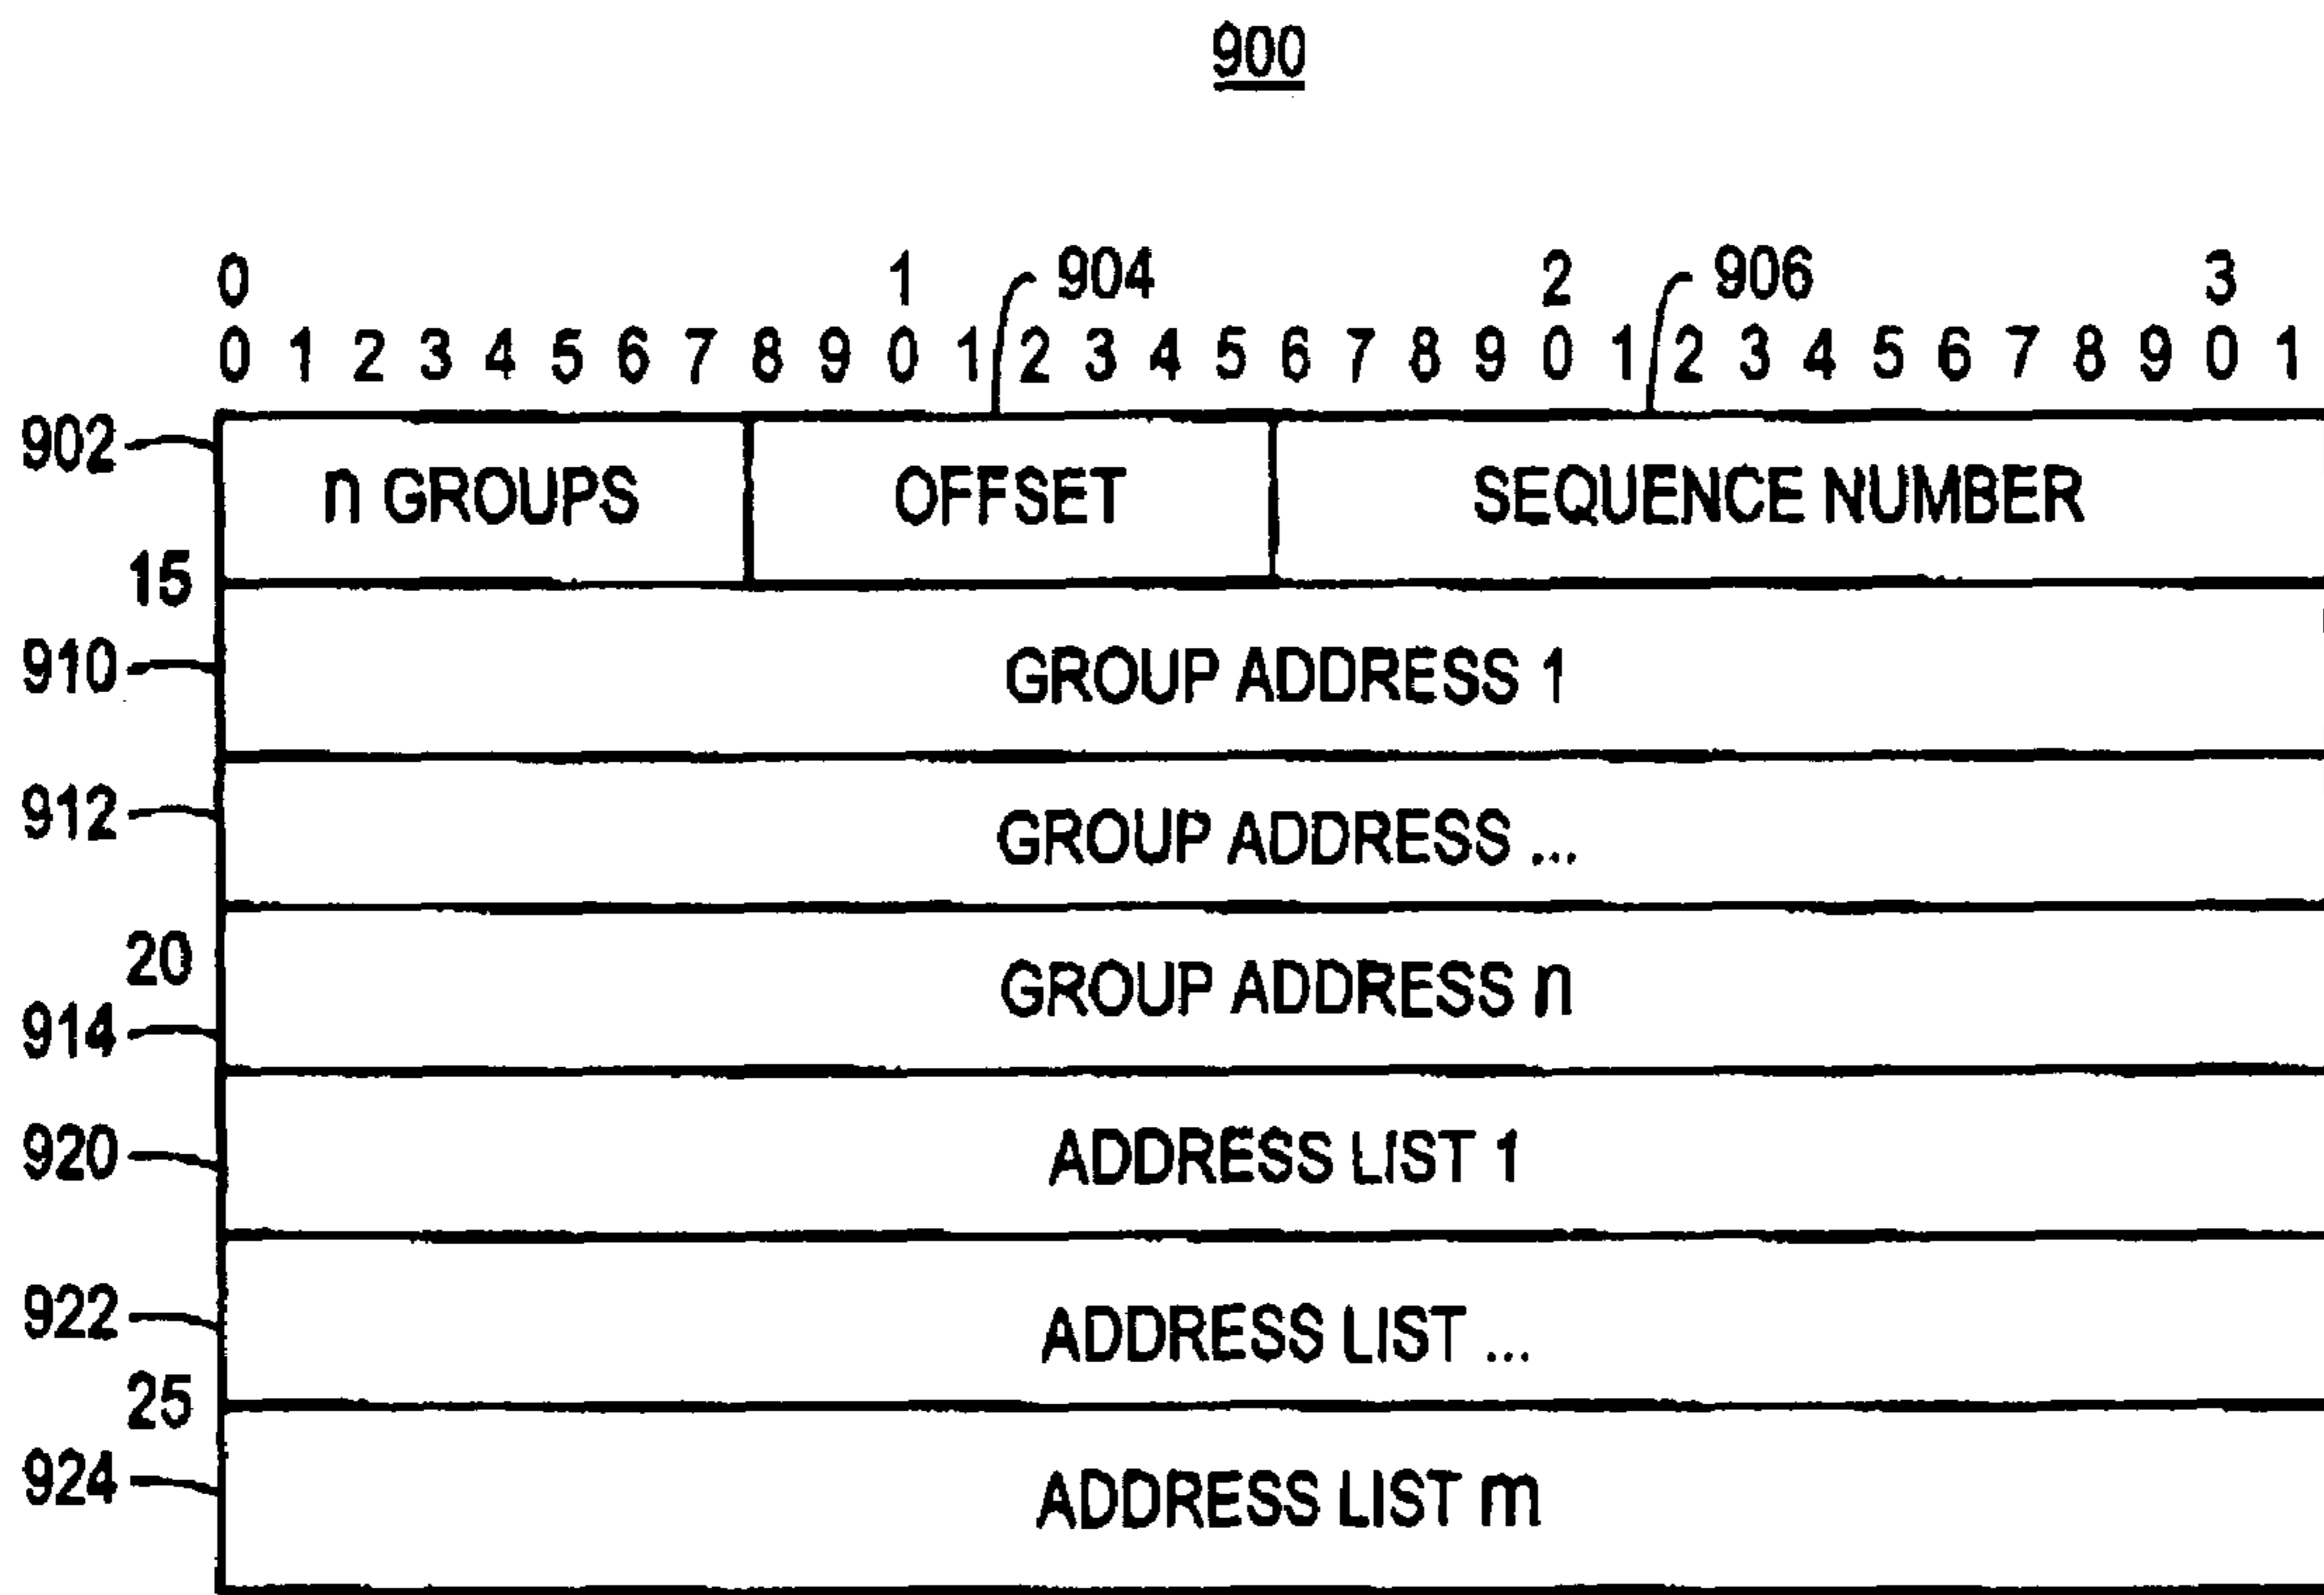 900
0 1 904 2 906 3
0 1 2 3 4 5 6 7 8 9 0 1 2 3 4 5 6 7 8 9 0 1 2 3 4 5 6 7 8 9 0 1
902 n GROUPS OFFSET SEQUENCE NUMBER
15
910 GROUP ADDRESS 1
912 GROUP ADDRESS ...
20
914 GROUP ADDRESS n
920 ADDRESS LIST 1
922 ADDRESS LIST ...
25
924 ADDRESS LIST m